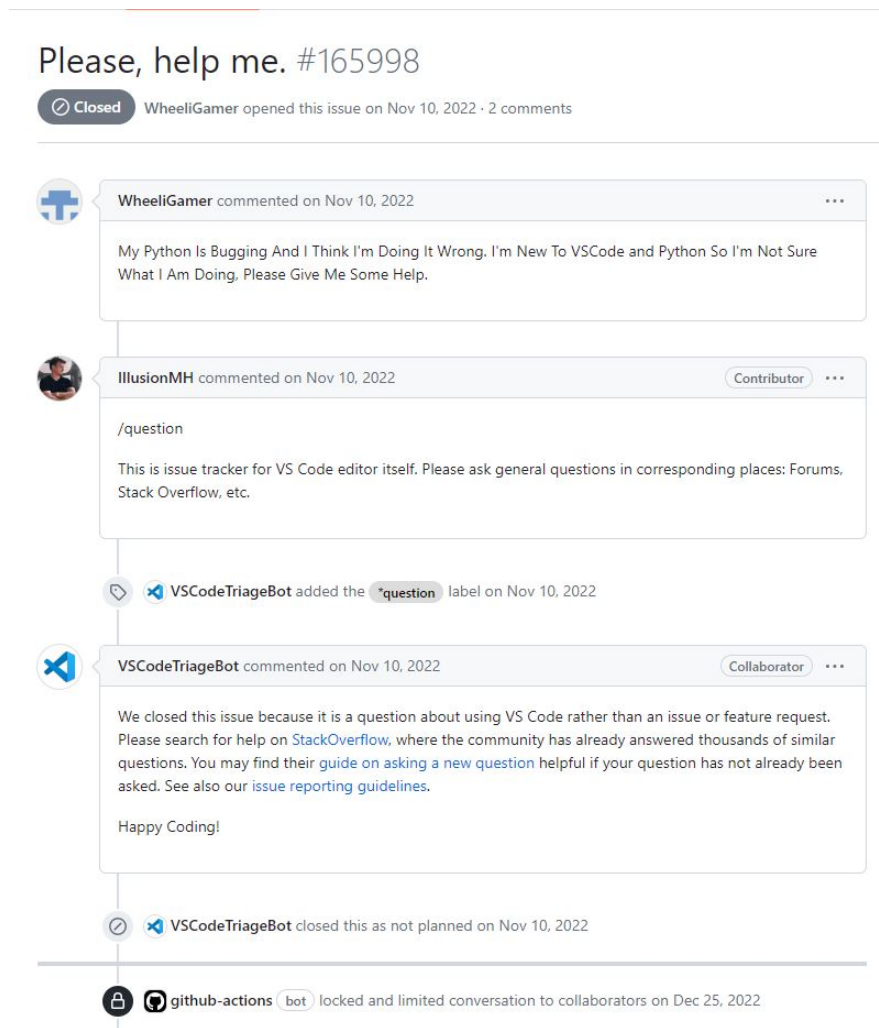 Please, help me. #165998
Closed WheeliGamer opened this issue on Nov 10, 2022 · 2 comments
WheeliGamer commented on Nov 10, 2022
My Python Is Bugging And I Think I'm Doing It Wrong. I'm New To VSCode and Python So I'm Not Sure
What I Am Doing, Please Give Me Some Help.
IllusionMH commented on Nov 10, 2022 Contributor
/question
This is issue tracker for VS Code editor itself. Please ask general questions in corresponding places: Forums,
Stack Overflow, etc.
VSCodeTriageBot added the *question label on Nov 10, 2022
VSCodeTriageBot commented on Nov 10, 2022 Collaborator
We closed this issue because it is a question about using VS Code rather than an issue or feature request.
Please search for help on StackOverflow, where the community has already answered thousands of similar
questions. You may find their guide on asking a new question helpful if your question has not already been
asked. See also our issue reporting guidelines.
Happy Coding!
VSCodeTriageBot closed this as not planned on Nov 10, 2022
github-actions bot locked and limited conversation to collaborators on Dec 25, 2022